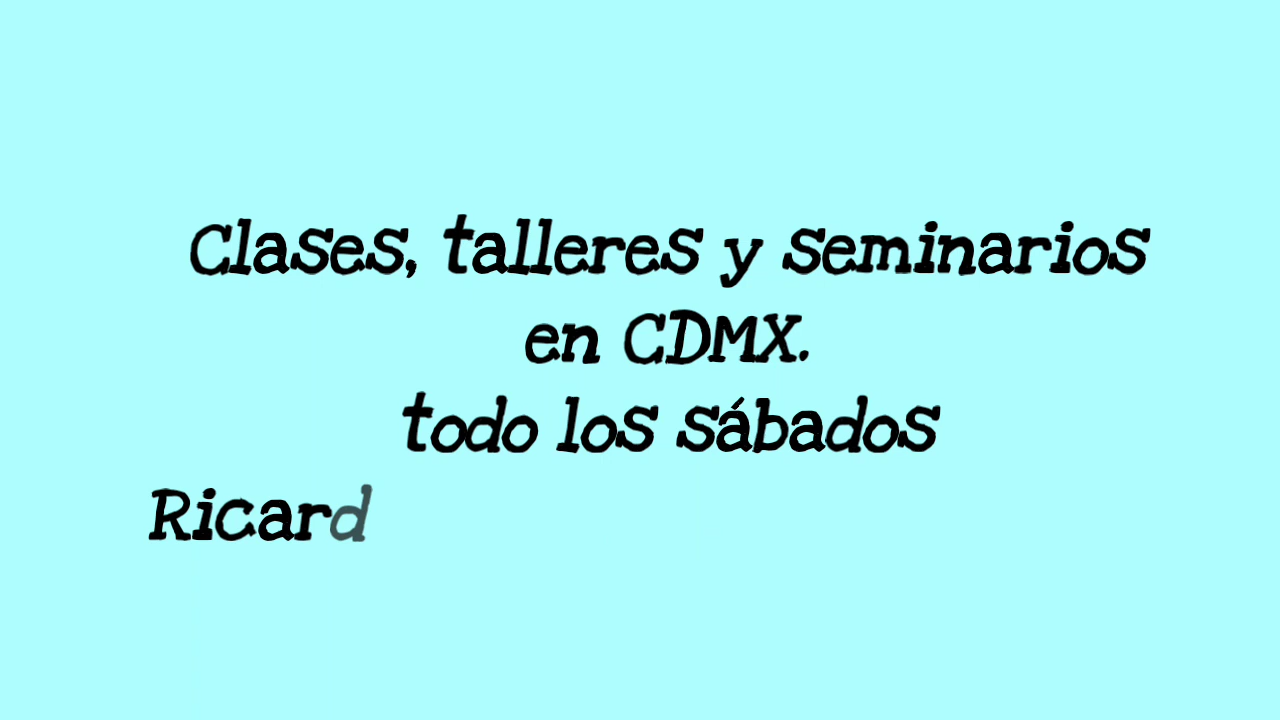 Clases, talleres y seminarios
en CDMX.
todo los sábados
Ricard